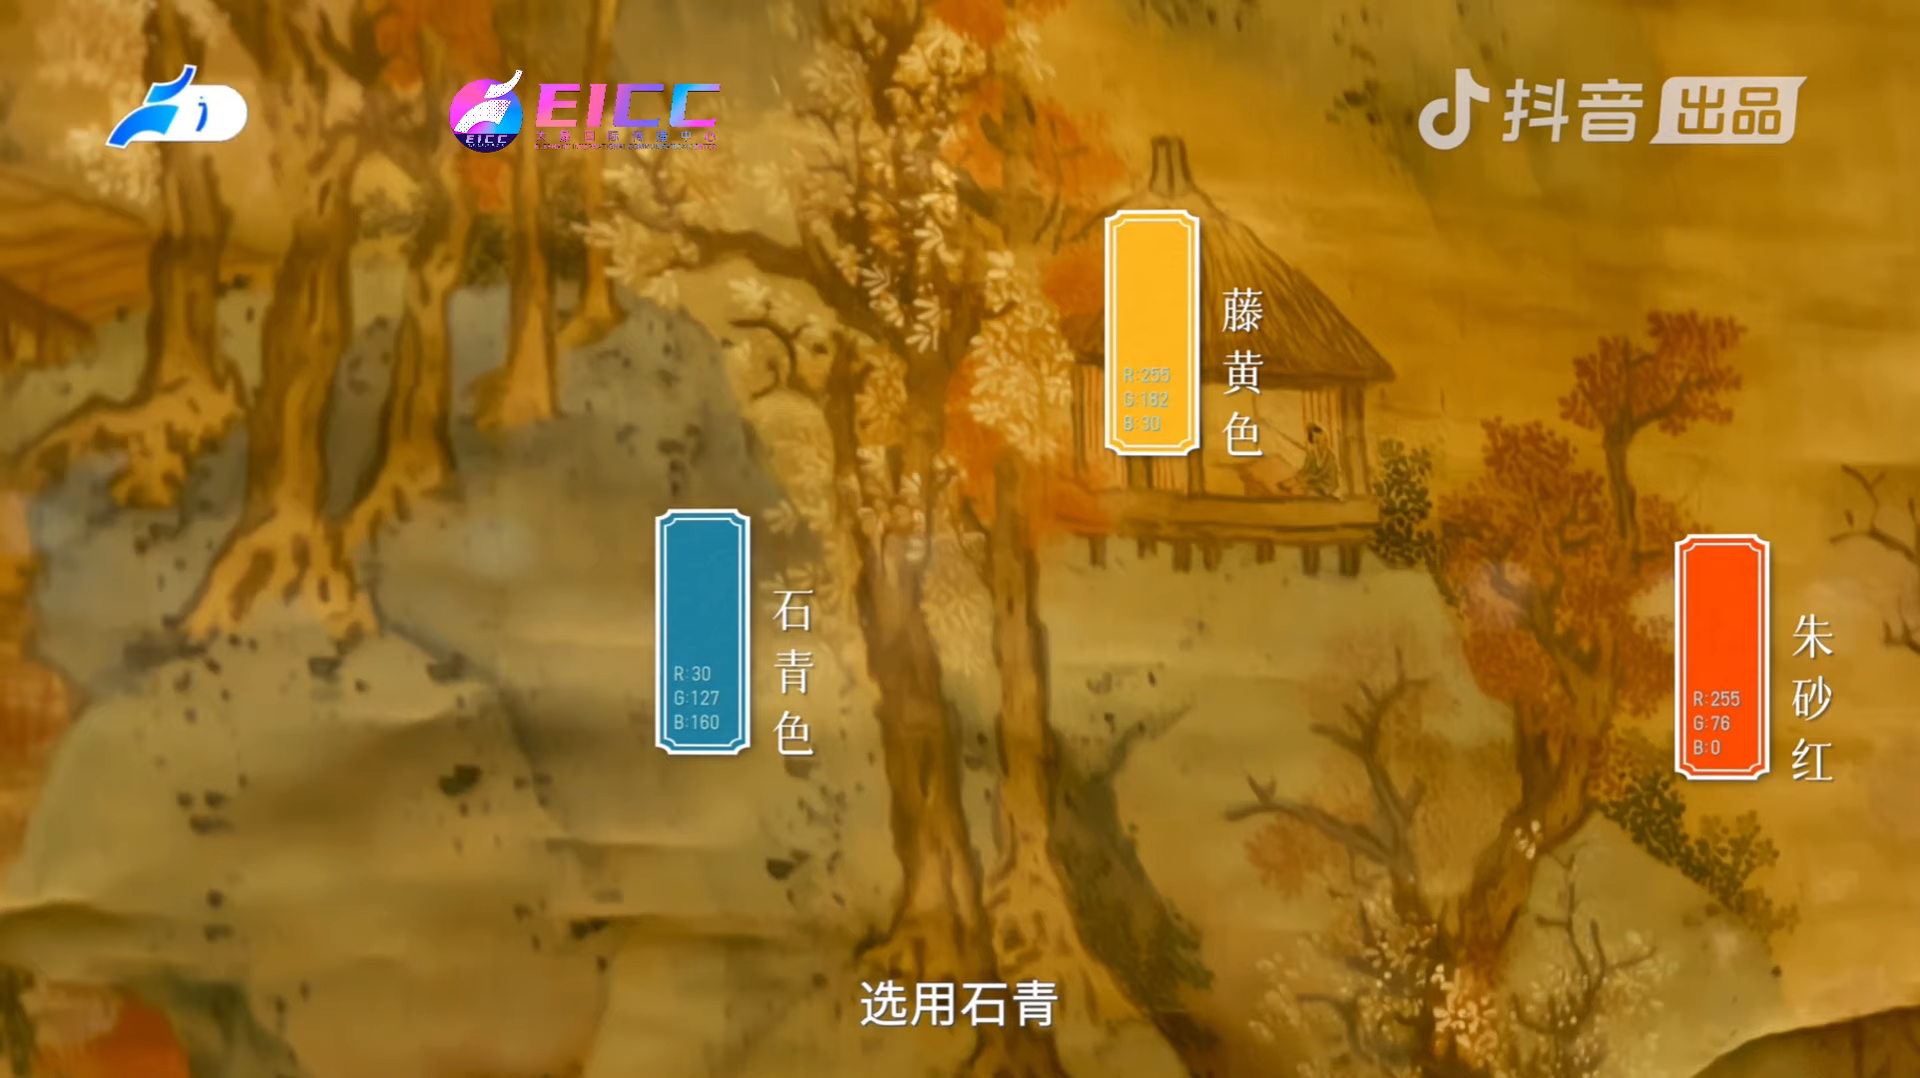 EICC
EICC
抖音 出品
藤黄色
R:255
G:182
B:30
石青色
R:30
G:127
B:160
朱砂红
R:255
G:76
B:0
选用石青